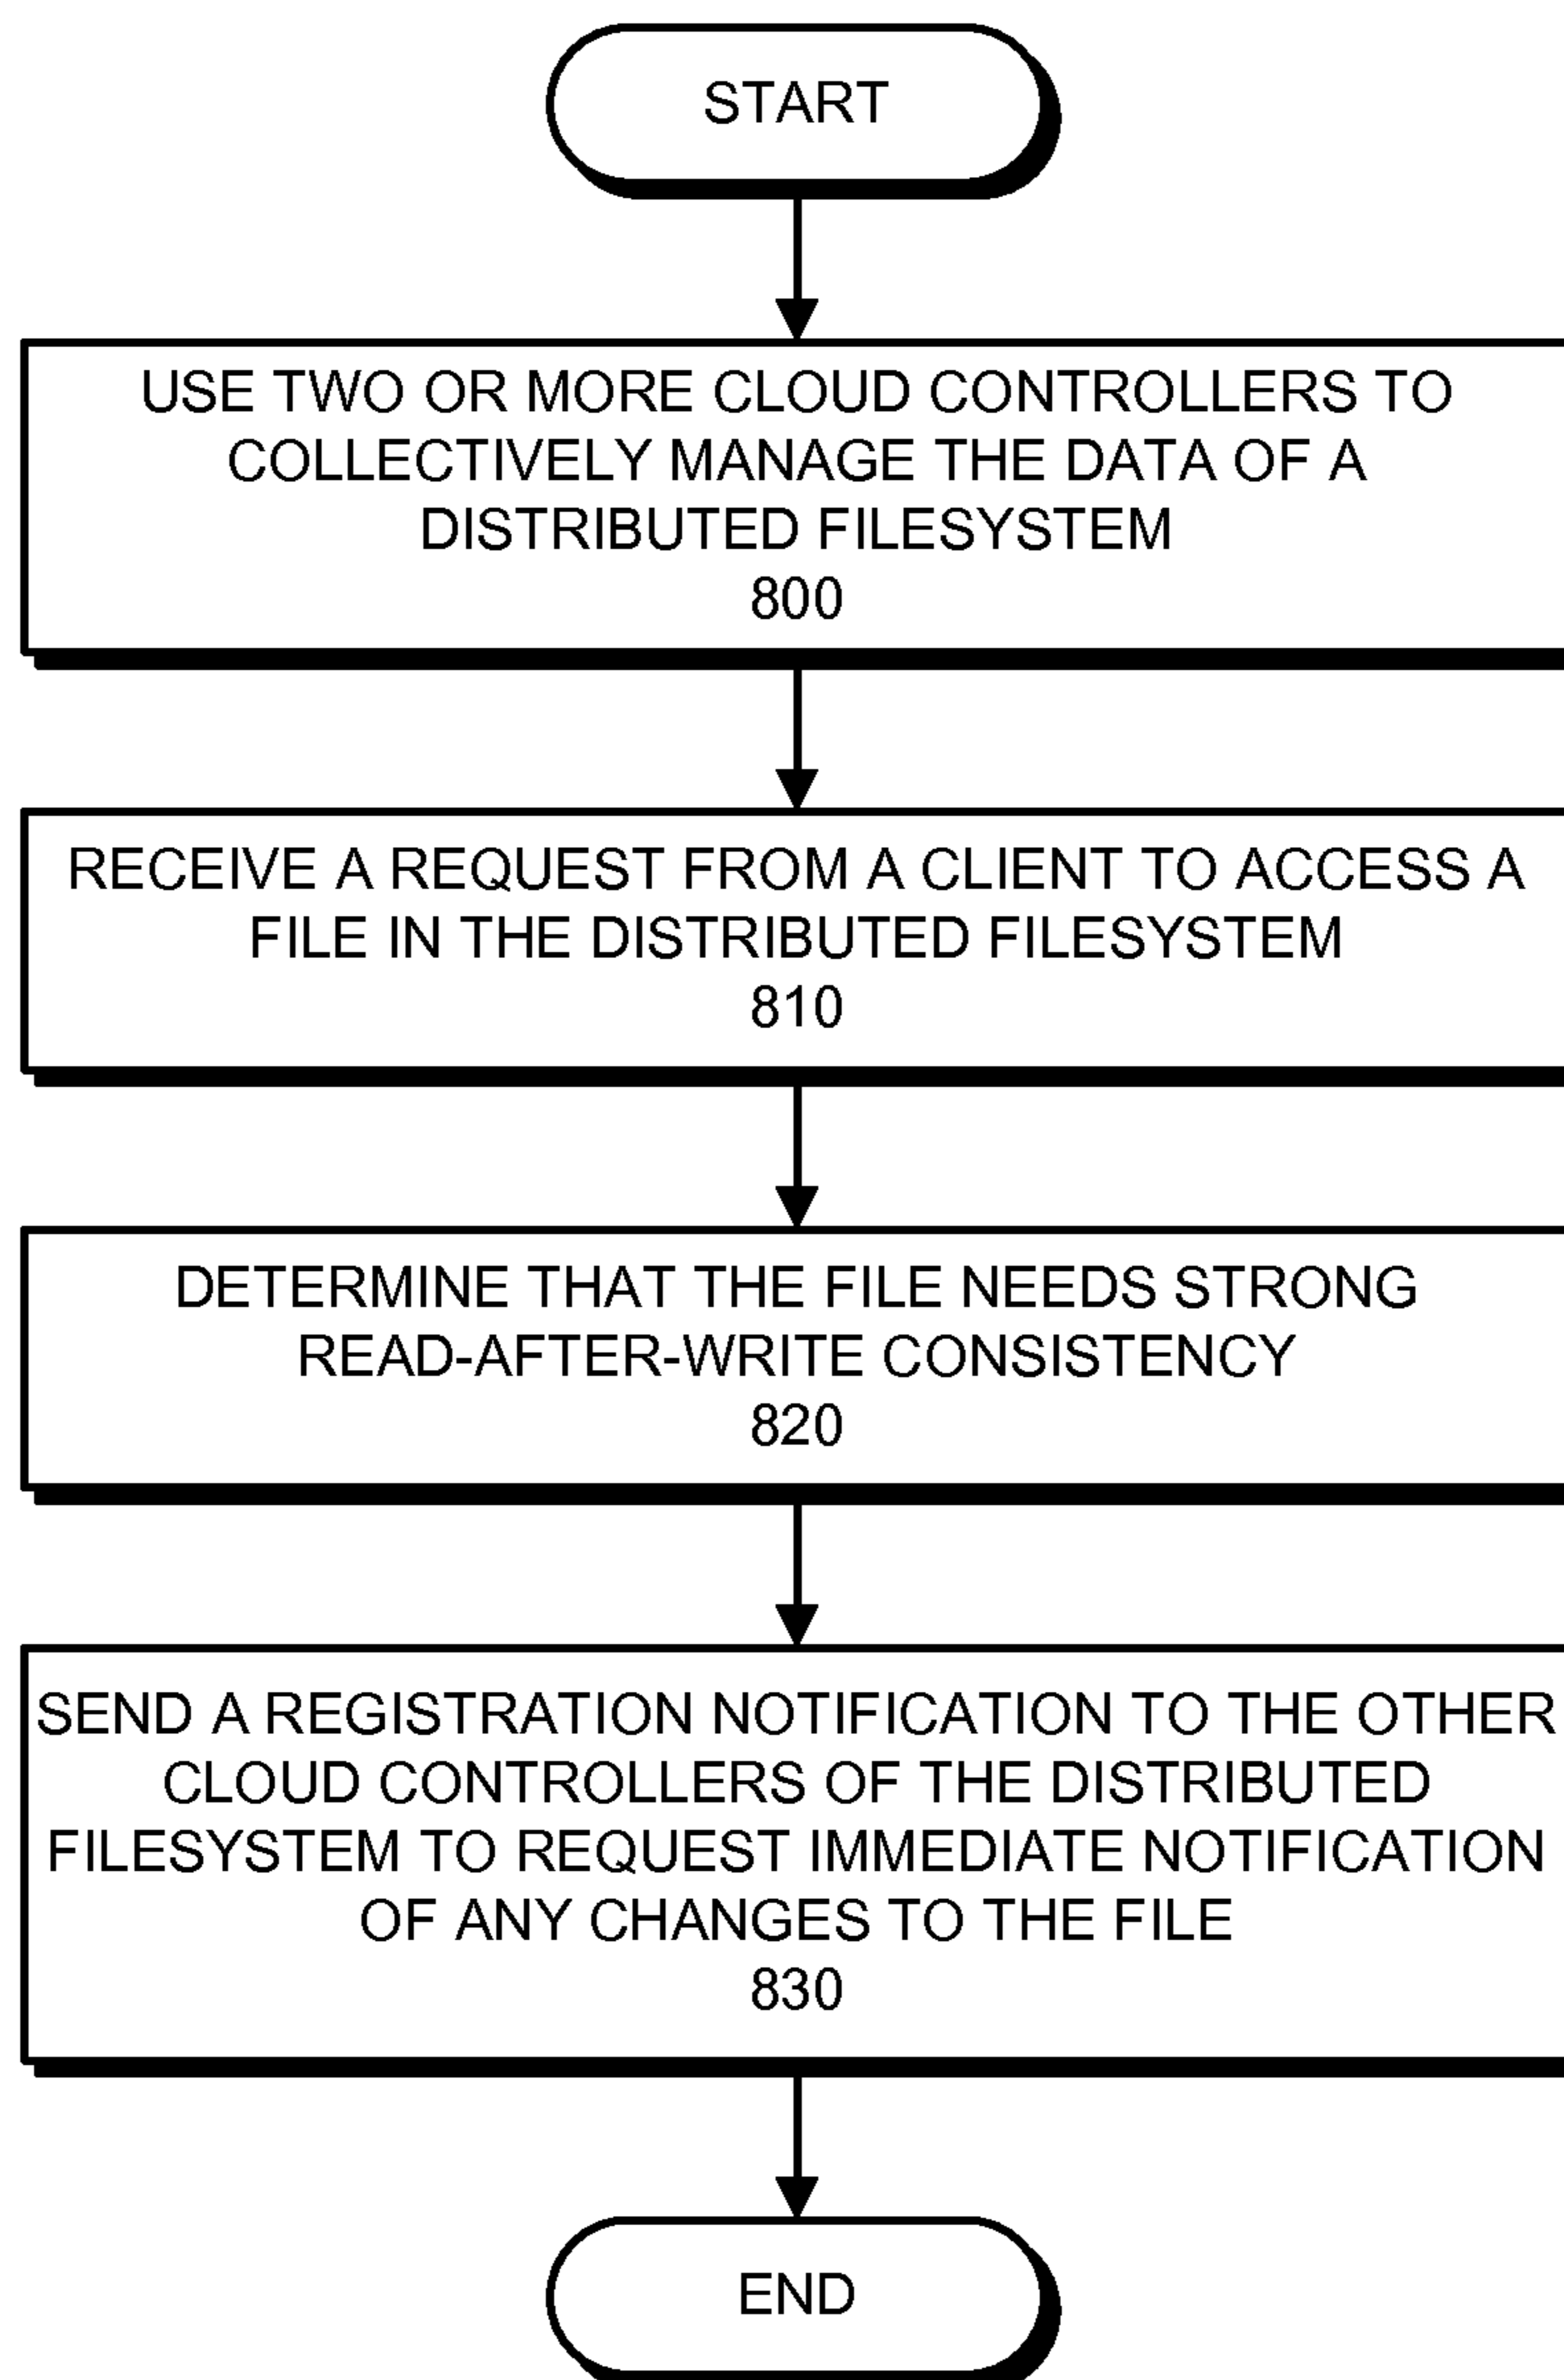 START
USE TWO OR MORE CLOUD CONTROLLERS TO
COLLECTIVELY MANAGE THE DATA OF A
DISTRIBUTED FILESYSTEM
800
RECEIVE A REQUEST FROM A CLIENT TO ACCESS A
FILE IN THE DISTRIBUTED FILESYSTEM
810
DETERMINE THAT THE FILE NEEDS STRONG
READ-AFTER-WRITE CONSISTENCY
820
SEND A REGISTRATION NOTIFICATION TO THE OTHER
CLOUD CONTROLLERS OF THE DISTRIBUTED
FILESYSTEM TO REQUEST IMMEDIATE NOTIFICATION
OF ANY CHANGES TO THE FILE
830
END